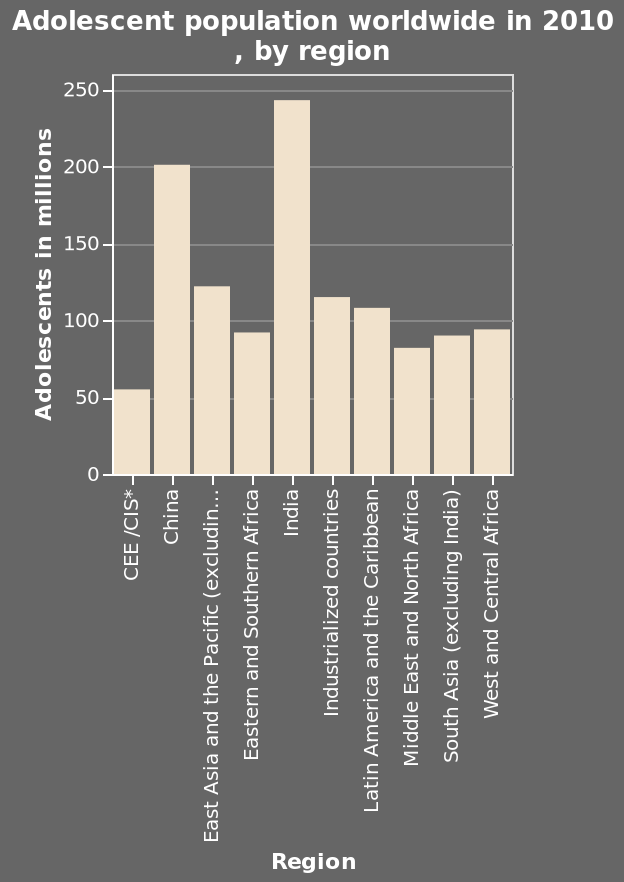 Adolescent population worldwide in 2010
, by region
Adolescents in millions
250
200
150
100
50
0
CEE /CIS*
China
East Asia and the Pacific (excludin...
Eastern and Southern Africa
India
Industrialized countries
Latin America and the Caribbean
Middle East and North Africa
South Asia (excluding India)
West and Central Africa
Region